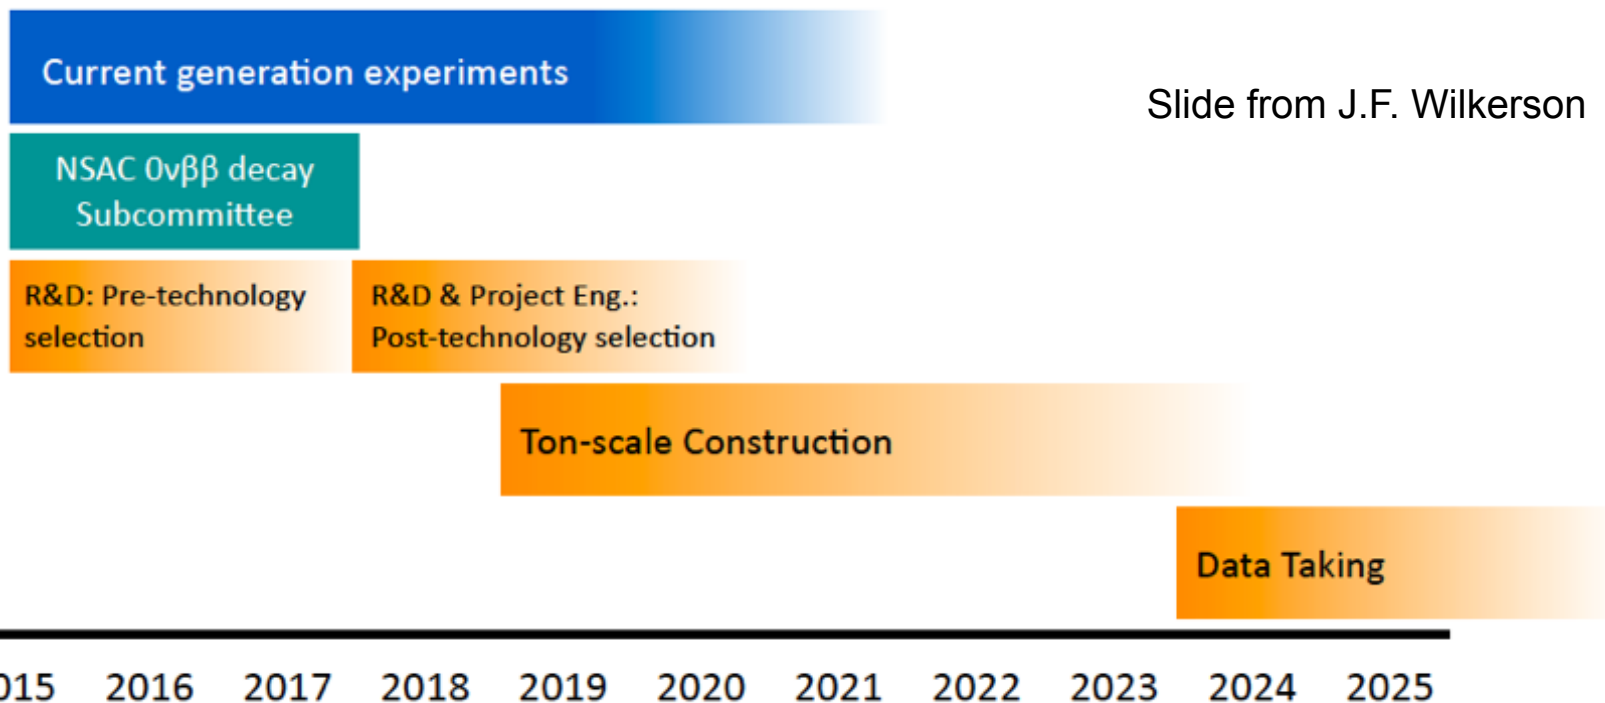 Current generation experiments
Slide from J.F. Wilkerson
NSAC 0νββ decay
Subcommittee
R&D: Pre-technology
selection
R&D & Project Eng.:
Post-technology selection
Ton-scale Construction
Data Taking
015 2016 2017 2018 2019 2020 2021 2022 2023 2024 2025